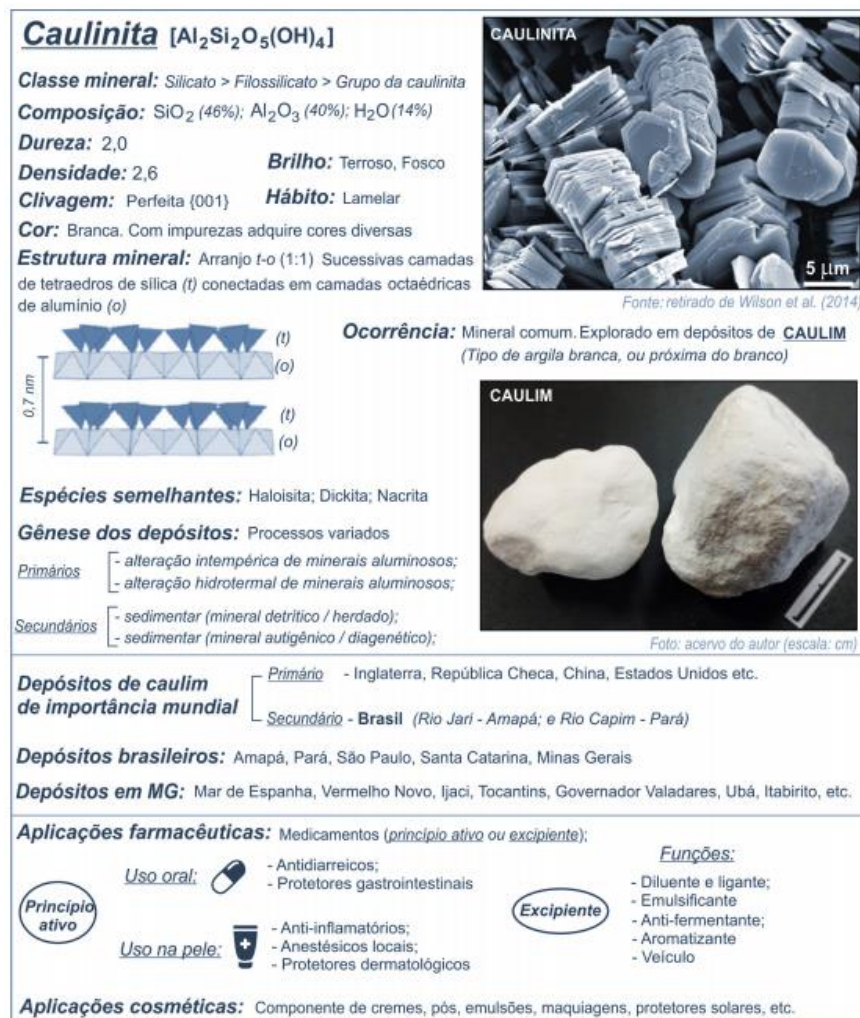 Caulinita [Al₂Si₂O₅(OH)₄]
Classe mineral: Silicato > Filossilicato > Grupo da caulinita
Composição: SiO₂ (46%); Al₂O₃ (40%); H₂O (14%)
Dureza: 2,0
Densidade: 2,6
Brilho: Terroso, Fosco
Clivagem: Perfeita {001}
Hábito: Lamelar
Cor: Branca. Com impurezas adquire cores diversas
Estrutura mineral: Arranjo t-o (1:1) Sucessivas camadas
de tetraedros de sílica (t) conectadas em camadas octaédricas
de alumínio (o)
CAULINITA
5 µm
Fonte: retirado de Wilson et al. (2014)
(t)
(o)
0,7 nm
(t)
(o)
Ocorrência: Mineral comum. Explorado em depósitos de CAULIM
(Tipo de argila branca, ou próxima do branco)
CAULIM
Foto: acervo do autor (escala: cm)
Espécies semelhantes: Haloisita; Dickita; Nacrita
Gênese dos depósitos: Processos variados
Primários
- alteração intempérica de minerais aluminosos;
- alteração hidrotermal de minerais aluminosos;
Secundários
- sedimentar (mineral detrítico / herdado);
- sedimentar (mineral autigênico / diagenético);
Depósitos de caulim
de importância mundial
Primário - Inglaterra, República Checa, China, Estados Unidos etc.
Secundário - Brasil (Rio Jari - Amapá; e Rio Capim - Pará)
Depósitos brasileiros: Amapá, Pará, São Paulo, Santa Catarina, Minas Gerais
Depósitos em MG: Mar de Espanha, Vermelho Novo, Ijaci, Tocantins, Governador Valadares, Ubá, Itabirito, etc.
Aplicações farmacêuticas: Medicamentos (princípio ativo ou excipiente);
Princípio
ativo
Uso oral:
- Antidiarreicos;
- Protetores gastrointestinais
Uso na pele:
- Anti-inflamatórios;
- Anestésicos locais;
- Protetores dermatológicos
Excipiente
Funções:
- Diluente e ligante;
- Emulsificante
- Anti-fermentante;
- Aromatizante
- Veículo
Aplicações cosméticas: Componente de cremes, pós, emulsões, maquiagens, protetores solares, etc.